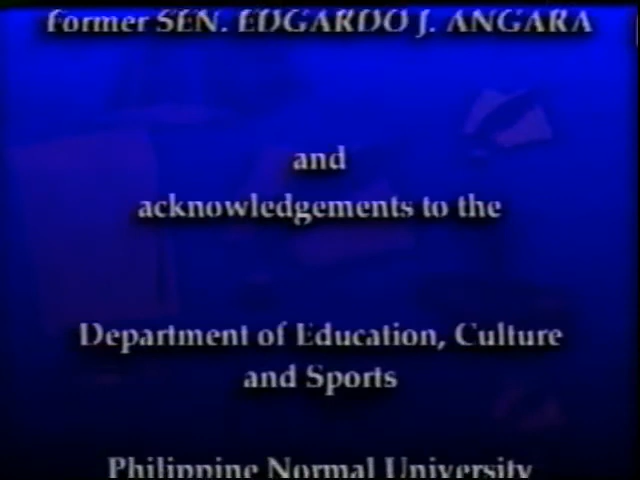 Former SEN. EDGARDO J. ANGARA
and
acknowledgements to the
Department of Education, Culture
and Sports
Philippine Normal University